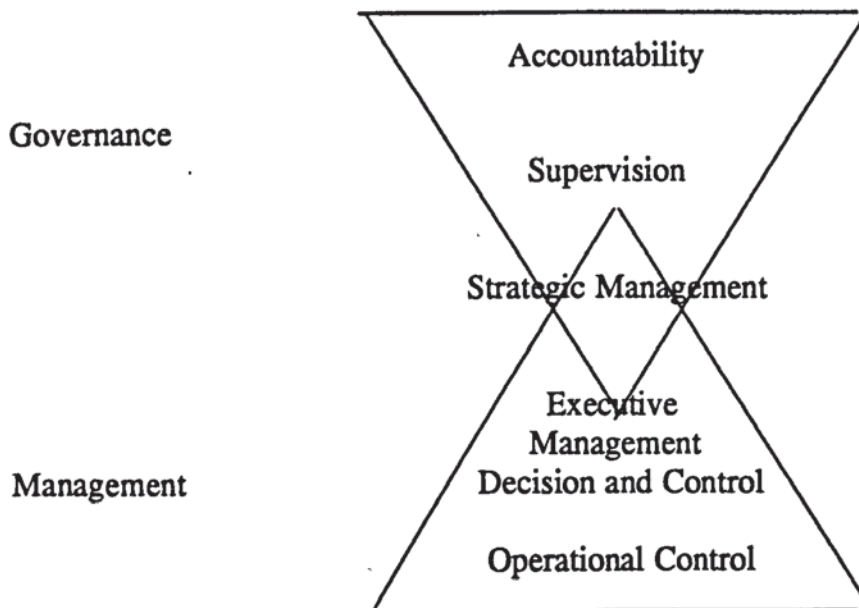 Accountability
Governance
Supervision
Strategic Management
Executive
Management
Management
Decision and Control
Operational Control